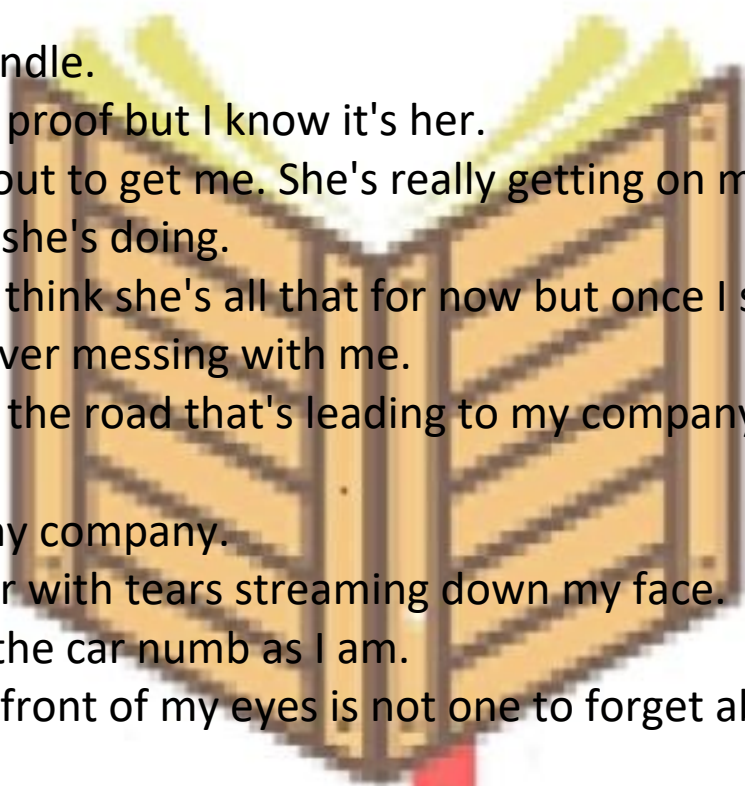 ndle.
proof but I know it's her.
out to get me. She's really getting on m
she's doing.
think she's all that for now but once I s
ver messing with me.
the road that's leading to my company
ny company.
r with tears streaming down my face.
the car numb as I am.
front of my eyes is not one to forget al